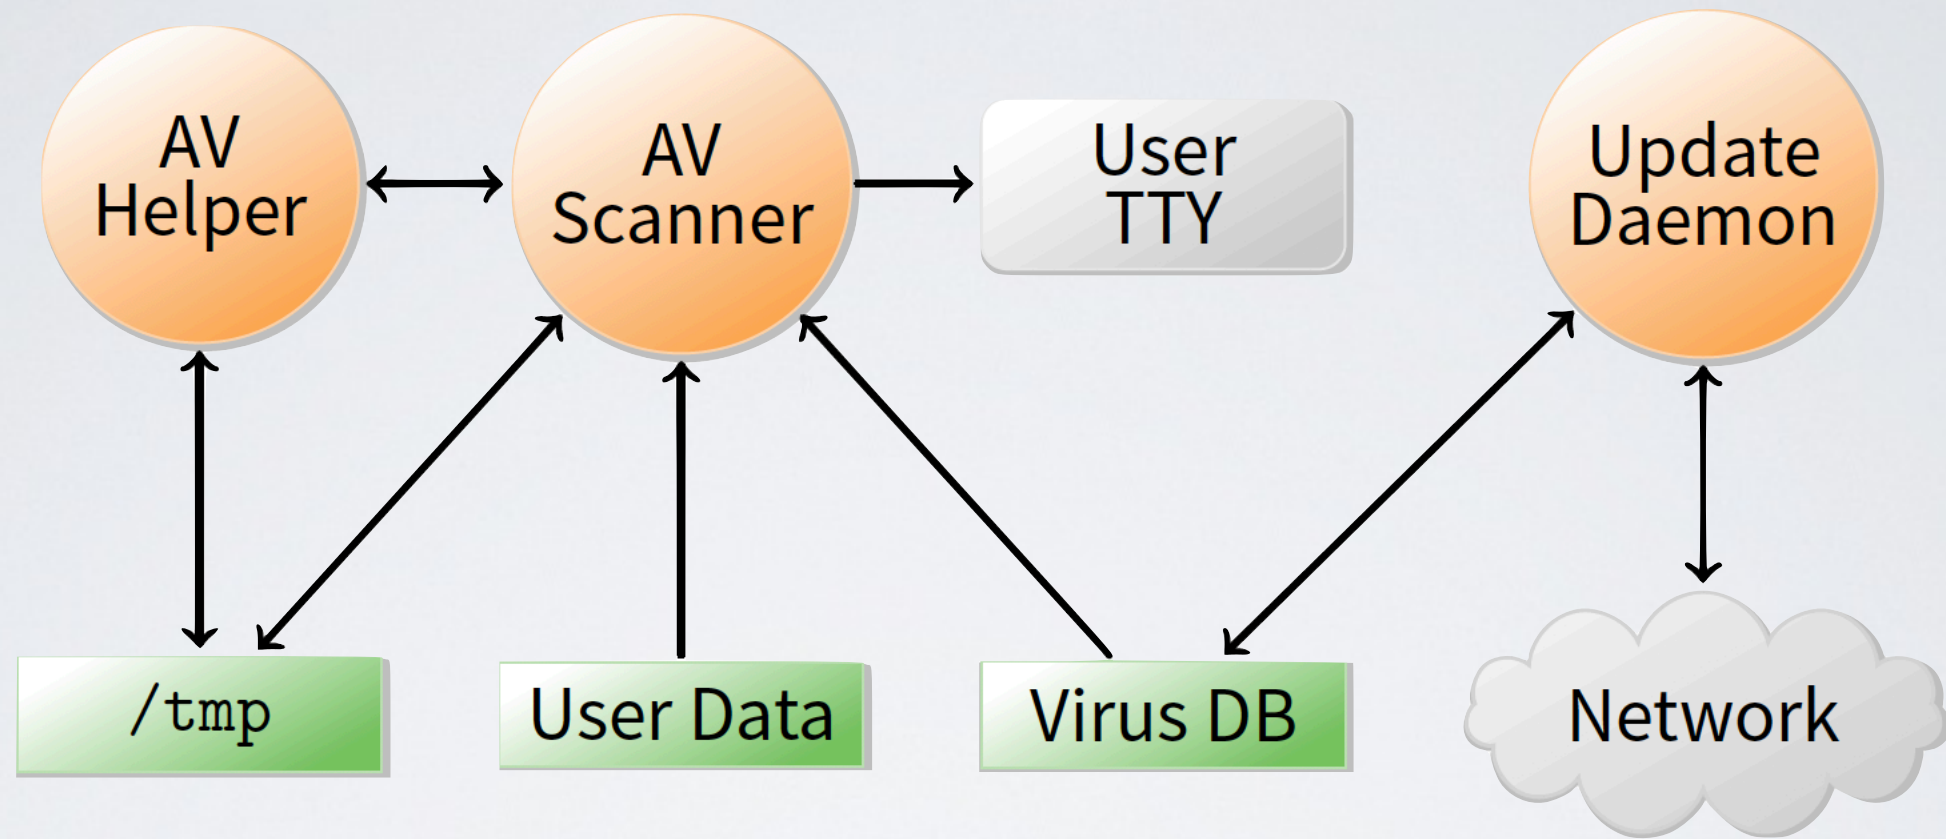 AV
Helper
AV
Scanner
User
TTY
Update
Daemon
/tmp
User Data
Virus DB
Network